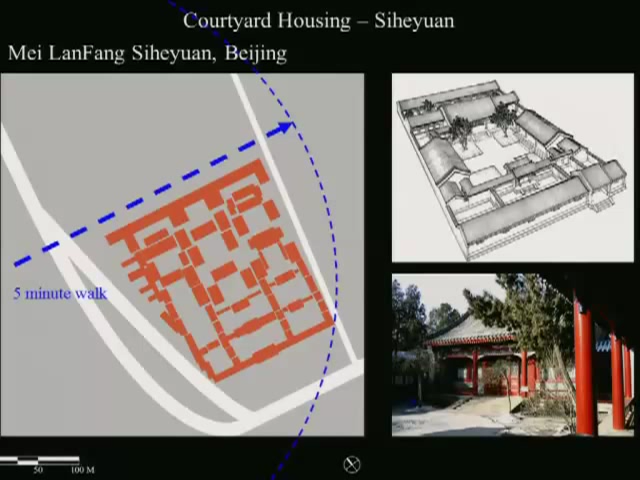 Courtyard Housing – Siheyuan
Mei LanFang Siheyuan, Beijing
5 minute walk
50 100 M